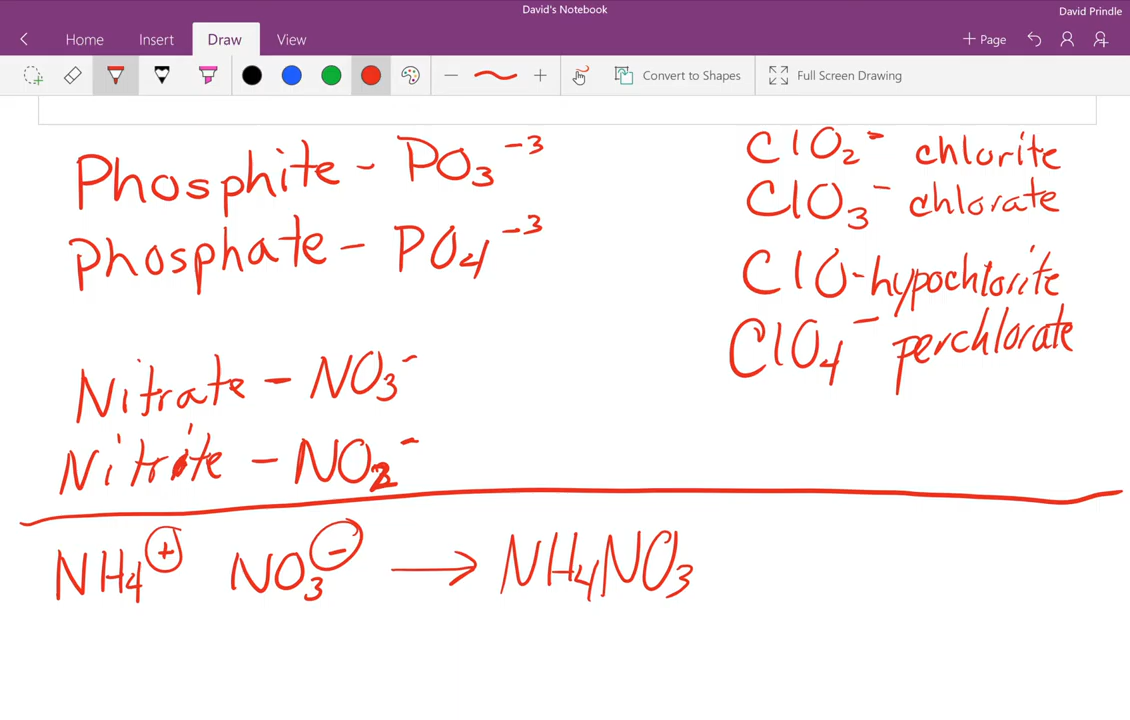 David's Notebook
David Prindle
Home Insert Draw View
+ Page
Convert to Shapes
Full Screen Drawing
Phosphite - PO₃⁻³
Phosphate - PO₄⁻³
Nitrate - NO₃⁻
Nitrite - NO₂⁻
ClO₂⁻ chlorite
ClO₃⁻ chlorate
ClO- hypochlorite
ClO₄⁻ perchlorate
NH₄⁺ NO₃⁻ → NH₄NO₃